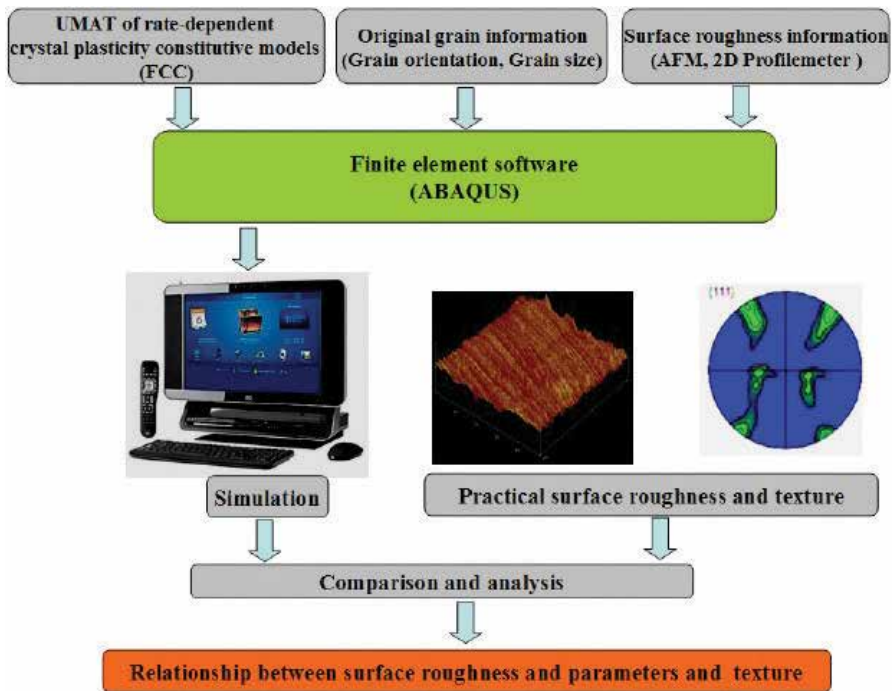 UMAT of rate-dependent
crystal plasticity constitutive models
(FCC)
Original grain information
(Grain orientation, Grain size)
Surface roughness information
(AFM, 2D Profilemeter )
Finite element software
(ABAQUS)
(111)
6
Simulation
Practical surface roughness and texture
Comparison and analysis
Relationship between surface roughness and parameters and texture